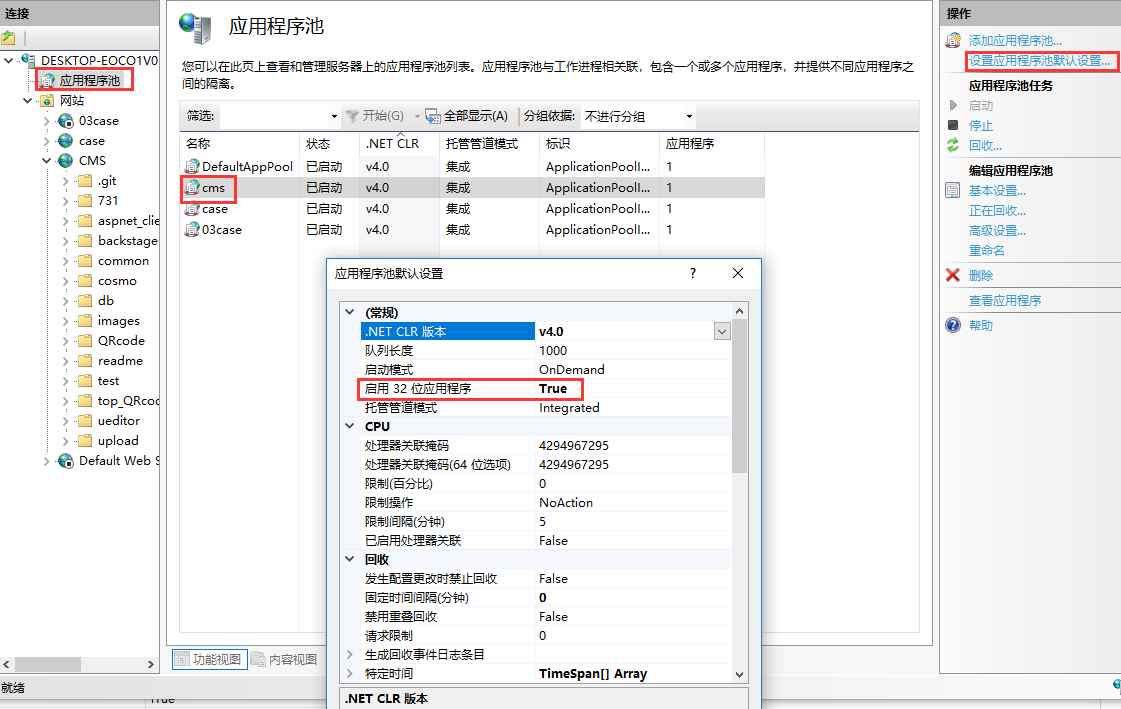 连接
DESKTOP-EOCO1V0
应用程序池
网站
03case
case
CMS
.git
731
aspnet_clie
backstage
common
cosmo
db
images
QRcode
readme
test
top_QRcod
ueditor
upload
Default Web S
就绪
应用程序池
您可以在此页上查看和管理服务器上的应用程序池列表。应用程序池与工作进程相关联，包含一个或多个应用程序，并提供不同应用程序之
间的隔离。
筛选: 开始(G) 全部显示(A) 分组依据: 不进行分组
名称 状态 .NET CLR 托管管道模式 标识 应用程序
DefaultAppPool 已启动 v4.0 集成 ApplicationPoolI... 1
cms 已启动 v4.0 集成 ApplicationPoolI... 1
case 已启动 v4.0 集成 ApplicationPoolI... 1
03case 已启动 v4.0 集成 ApplicationPoolI... 1
应用程序池默认设置 ?
(常规)
.NET CLR 版本 v4.0
队列长度 1000
启动模式 OnDemand
启用 32 位应用程序 True
托管管道模式 Integrated
CPU
处理器关联掩码 4294967295
处理器关联掩码(64 位选项) 4294967295
限制(百分比) 0
限制操作 NoAction
限制间隔(分钟) 5
已启用处理器关联 False
回收
发生配置更改时禁止回收 False
固定时间间隔(分钟) 0
禁用重叠回收 False
请求限制 0
生成回收事件日志条目
特定时间 TimeSpan[] Array
.NET CLR 版本
功能视图 内容视图
True
操作
添加应用程序池...
设置应用程序池默认设置...
应用程序池任务
启动
停止
回收...
编辑应用程序池
基本设置...
正在回收...
高级设置...
重命名
删除
查看应用程序
帮助